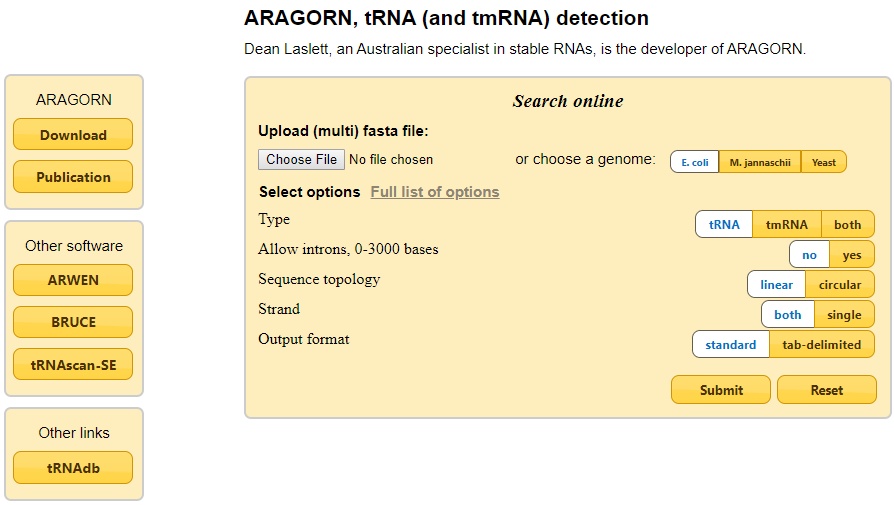 ARAGORN, tRNA (and tmRNA) detection
Dean Laslett, an Australian specialist in stable RNAs, is the developer of ARAGORN.
ARAGORN
Download
Publication
Other software
ARWEN
BRUCE
tRNAscan-SE
Other links
tRNAdb
Search online
Upload (multi) fasta file:
Choose File No file chosen or choose a genome: E. coli M. jannaschii Yeast
Select options Full list of options
Type tRNA tmRNA both
Allow introns, 0-3000 bases no yes
Sequence topology linear circular
Strand both single
Output format standard tab-delimited
Submit Reset